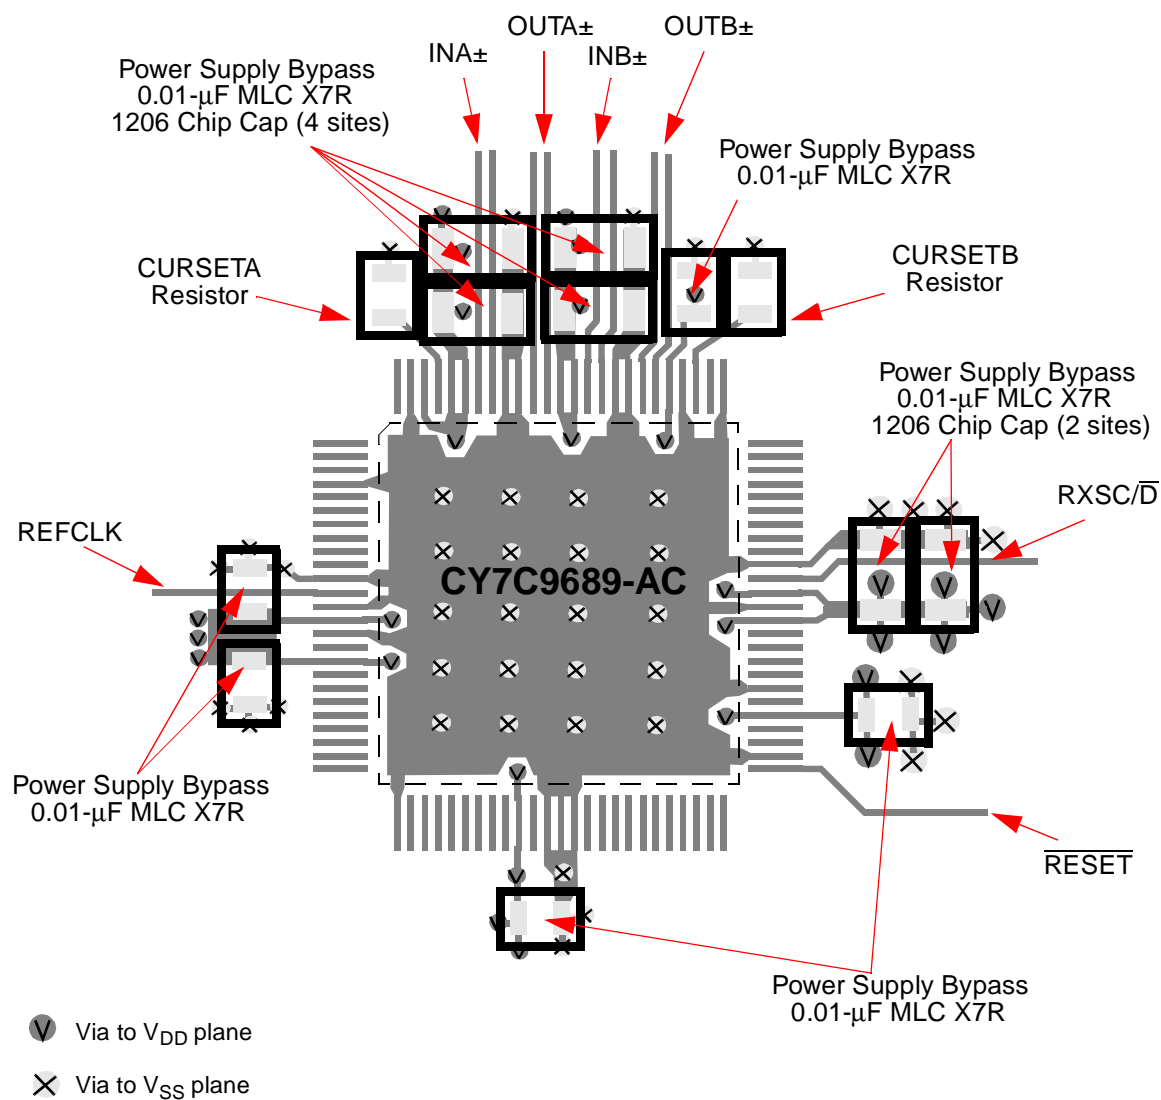 OUTA±
OUTB±
INA±
INB±
Power Supply Bypass
0.01-µF MLC X7R
1206 Chip Cap (4 sites)
Power Supply Bypass
0.01-µF MLC X7R
CURSETA
Resistor
CURSETB
Resistor
Power Supply Bypass
0.01-µF MLC X7R
1206 Chip Cap (2 sites)
RXSC/D̅
REFCLK
CY7C9689-AC
Power Supply Bypass
0.01-µF MLC X7R
R̅E̅S̅E̅T̅
Power Supply Bypass
0.01-µF MLC X7R
V Via to VDD plane
X Via to VSS plane